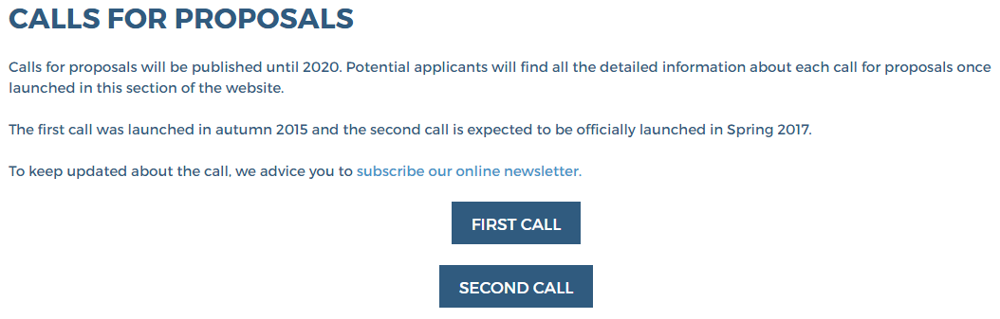 CALLS FOR PROPOSALS
Calls for proposals will be published until 2020. Potential applicants will find all the detailed information about each call for proposals once
launched in this section of the website.
The first call was launched in autumn 2015 and the second call is expected to be officially launched in Spring 2017.
To keep updated about the call, we advice you to subscribe our online newsletter.
FIRST CALL
SECOND CALL